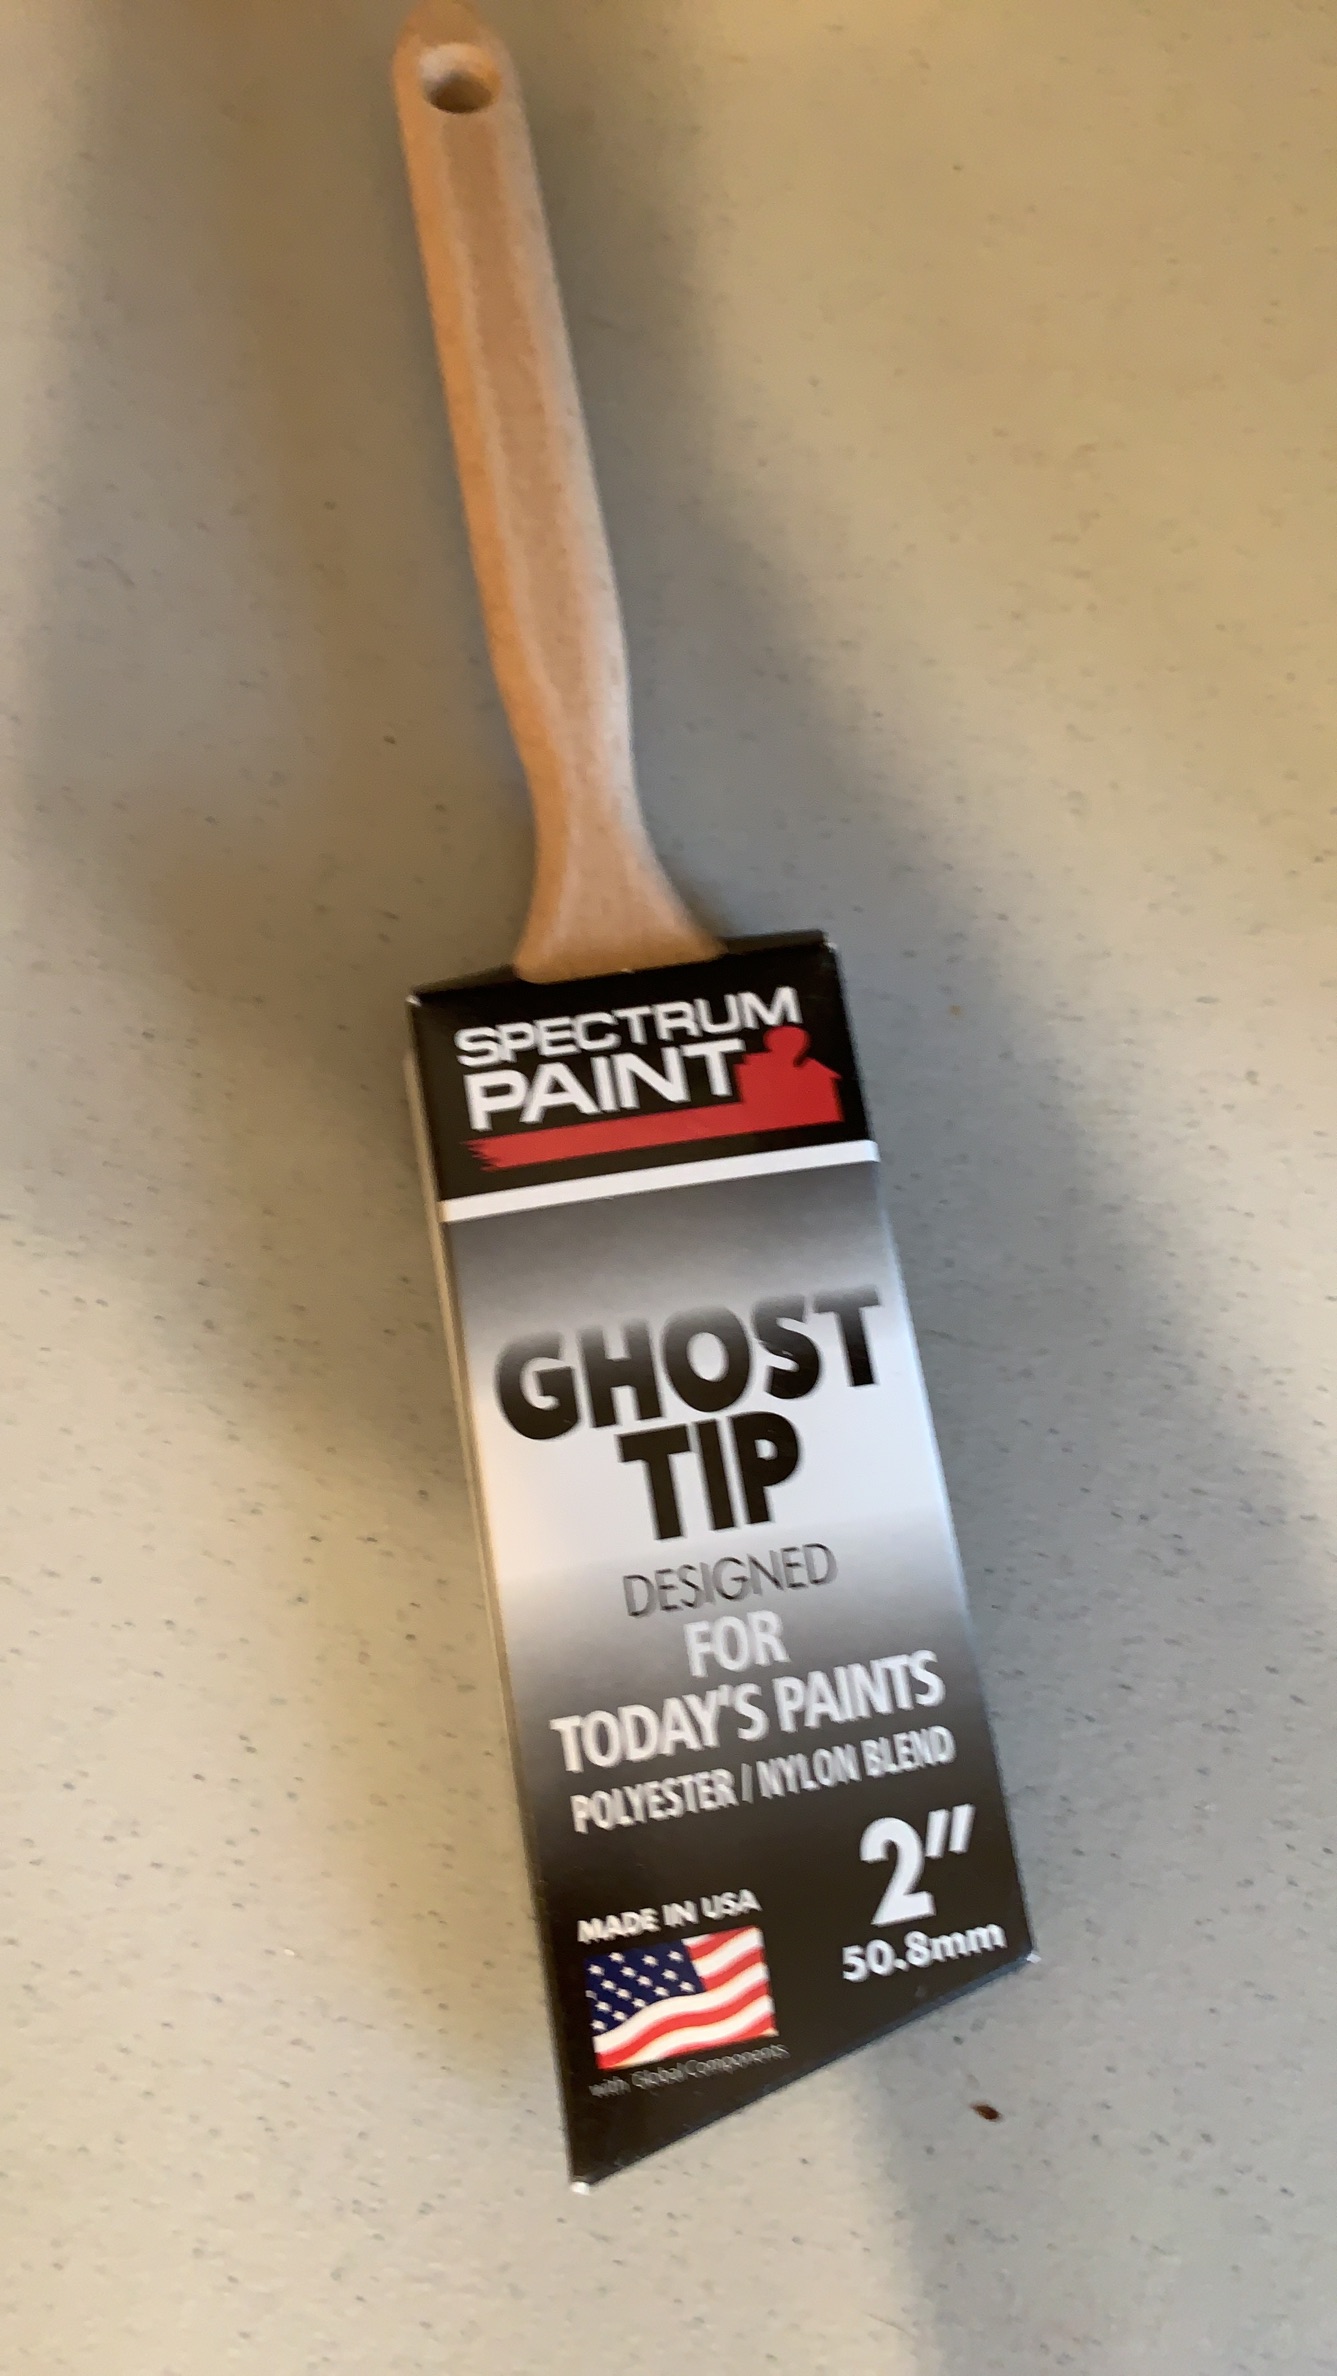 SPECTRUM
PAINT
GHOST
TIP
DESIGNED
FOR
TODAY'S PAINTS
POLYESTER / NYLON BLEND
2"
50.8mm
MADE IN USA
with Global Components